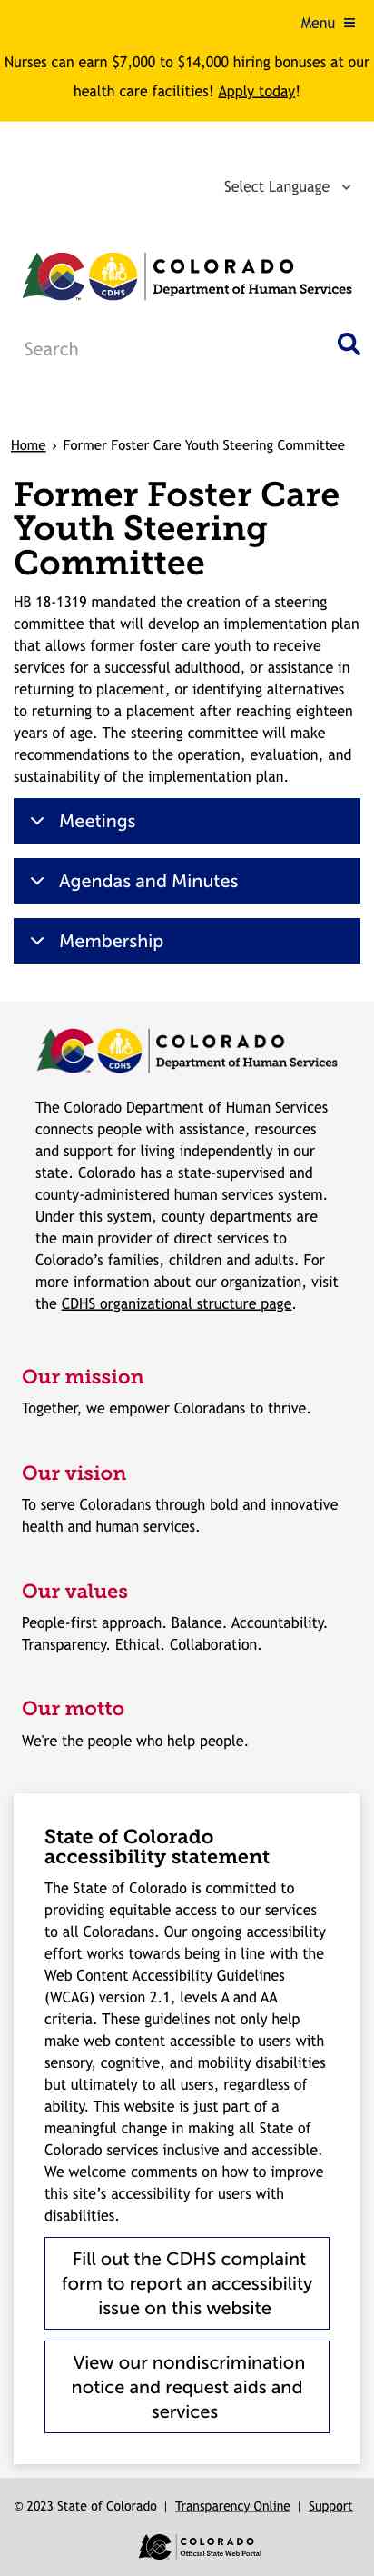 Menu
Nurses can earn $7,000 to $14,000 hiring bonuses at our
health care facilities! Apply today!
Select Language
CDHS
COLORADO
Department of Human Services
Search
Home › Former Foster Care Youth Steering Committee
Former Foster Care
Youth Steering
Committee
HB 18-1319 mandated the creation of a steering
committee that will develop an implementation plan
that allows former foster care youth to receive
services for a successful adulthood, or assistance in
returning to placement, or identifying alternatives
to returning to a placement after reaching eighteen
years of age. The steering committee will make
recommendations to the operation, evaluation, and
sustainability of the implementation plan.
Meetings
Agendas and Minutes
Membership
CDHS
COLORADO
Department of Human Services
The Colorado Department of Human Services
connects people with assistance, resources
and support for living independently in our
state. Colorado has a state-supervised and
county-administered human services system.
Under this system, county departments are
the main provider of direct services to
Colorado’s families, children and adults. For
more information about our organization, visit
the CDHS organizational structure page.
Our mission
Together, we empower Coloradans to thrive.
Our vision
To serve Coloradans through bold and innovative
health and human services.
Our values
People-first approach. Balance. Accountability.
Transparency. Ethical. Collaboration.
Our motto
We're the people who help people.
State of Colorado
accessibility statement
The State of Colorado is committed to
providing equitable access to our services
to all Coloradans. Our ongoing accessibility
effort works towards being in line with the
Web Content Accessibility Guidelines
(WCAG) version 2.1, levels A and AA
criteria. These guidelines not only help
make web content accessible to users with
sensory, cognitive, and mobility disabilities
but ultimately to all users, regardless of
ability. This website is just part of a
meaningful change in making all State of
Colorado services inclusive and accessible.
We welcome comments on how to improve
this site’s accessibility for users with
disabilities.
Fill out the CDHS complaint
form to report an accessibility
issue on this website
View our nondiscrimination
notice and request aids and
services
© 2023 State of Colorado | Transparency Online | Support
COLORADO
Official State Web Portal